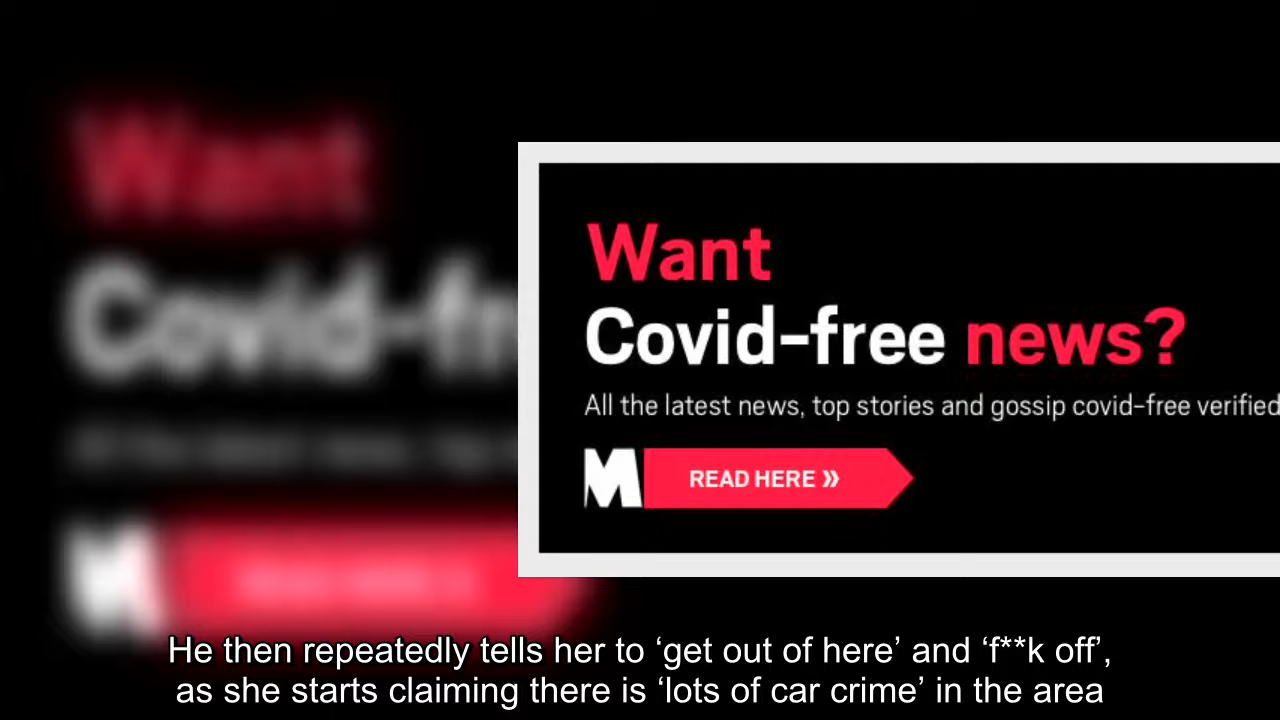 Want
Covid-free news?
All the latest news, top stories and gossip covid-free verified
M READ HERE »
He then repeatedly tells her to ‘get out of here’ and ‘f**k off’,
as she starts claiming there is ‘lots of car crime’ in the area